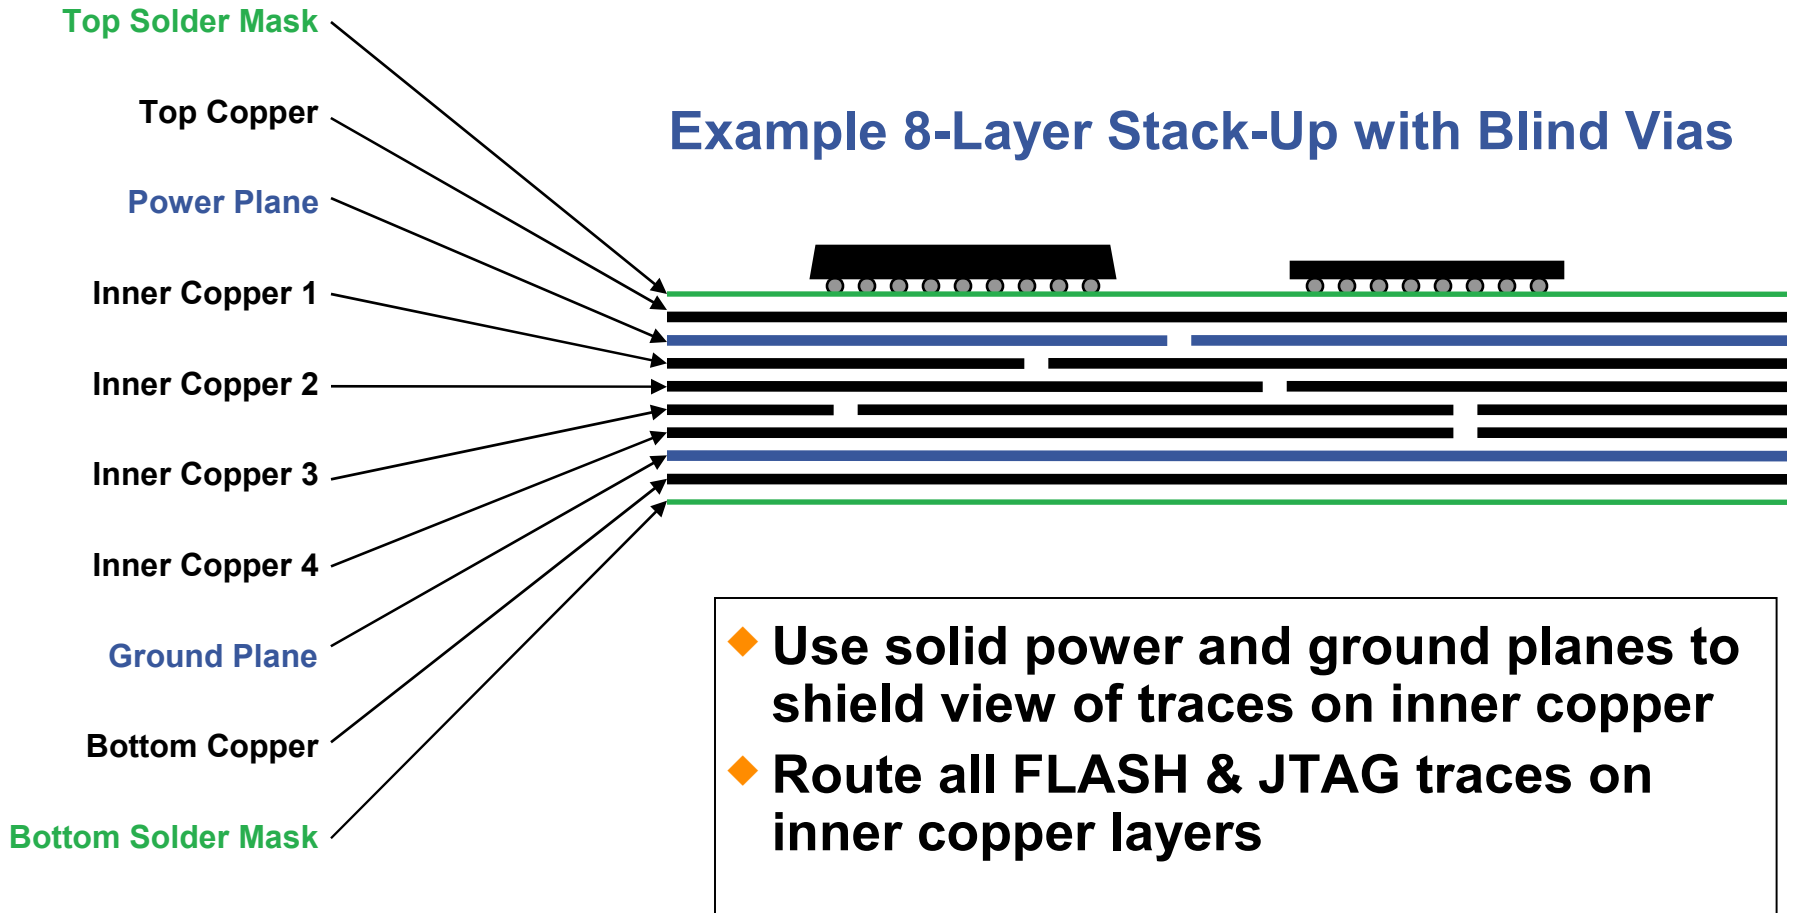 Top Solder Mask
Top Copper
Power Plane
Inner Copper 1
Inner Copper 2
Inner Copper 3
Inner Copper 4
Ground Plane
Bottom Copper
Bottom Solder Mask
Example 8-Layer Stack-Up with Blind Vias
Use solid power and ground planes to
shield view of traces on inner copper
Route all FLASH & JTAG traces on
inner copper layers